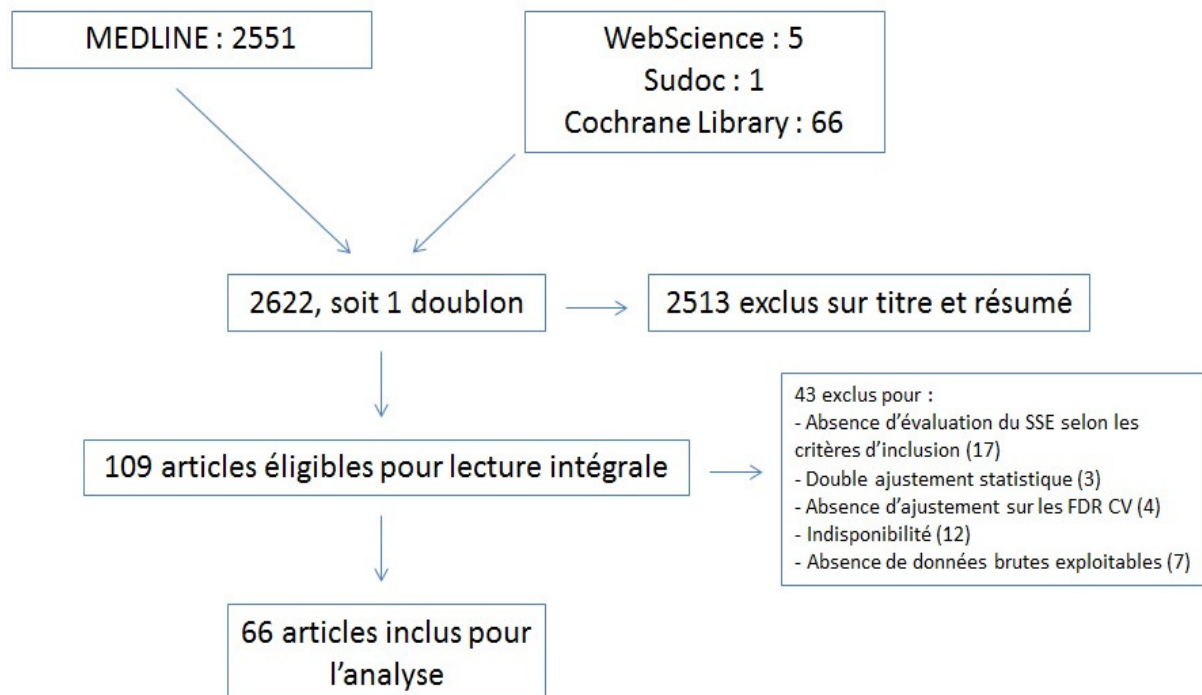 MEDLINE : 2551
WebScience : 5
Sudoc : 1
Cochrane Library : 66
2622, soit 1 doublon
2513 exclus sur titre et résumé
109 articles éligibles pour lecture intégrale
43 exclus pour :
- Absence d'évaluation du SSE selon les
critères d'inclusion (17)
- Double ajustement statistique (3)
- Absence d'ajustement sur les FDR CV (4)
- Indisponibilité (12)
- Absence de données brutes exploitables (7)
66 articles inclus pour
l'analyse